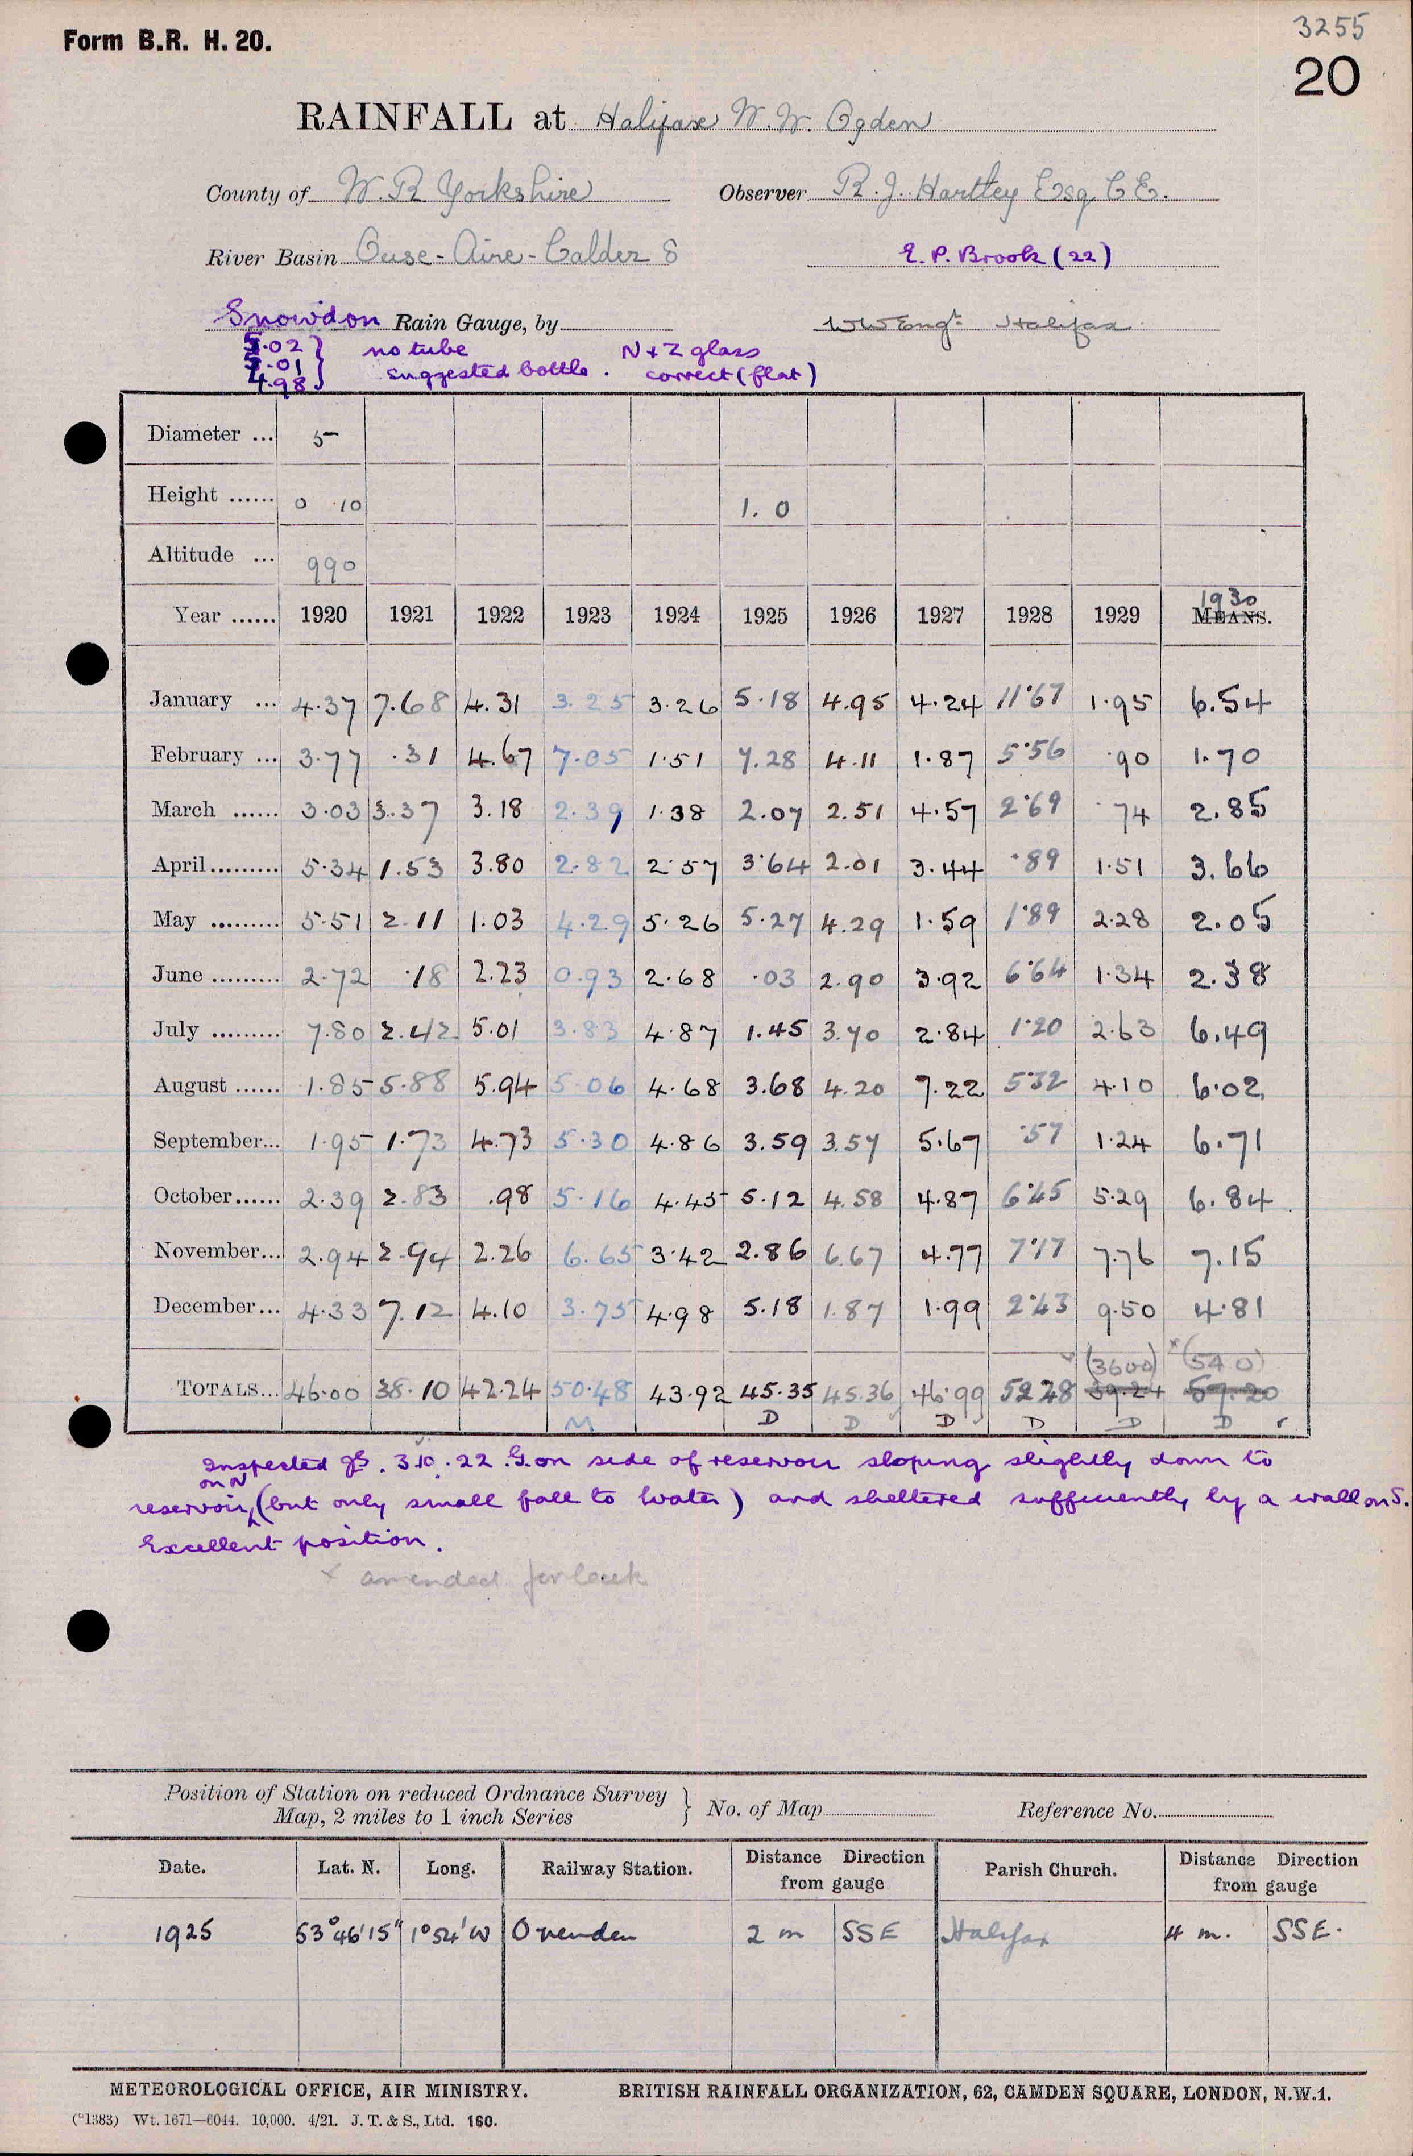 Form B.R. H. 20.
3255
20
RAINFALL at Halifax W.W. Ogden
County of W.R Yorkshire Observer R.J. Hartley Esq C.E.
River Basin Ouse-Aire-Calder 8 E. P. Brook (22)
Snowdon Rain Gauge, by WW Engr. Halifax
5.02 } no tube N+Z glass
5.01 } suggested bottle. correct (flat)
4.98 }
Diameter ... 5
Height ...... 0 10 1. 0
Altitude ... 990
Year ...... 1920 1921 1922 1923 1924 1925 1926 1927 1928 1929 1930 MEANS.
January ... 4.37 7.68 4.31 3.25 3.26 5.18 4.95 4.24 11.67 1.95 6.54
February ... 3.77 .31 4.67 7.05 1.51 7.28 4.11 1.87 5.56 .90 1.70
March ...... 3.03 3.37 3.18 2.39 1.38 2.07 2.51 4.57 2.69 .74 2.85
April ......... 5.34 1.53 3.80 2.82 2.57 3.64 2.01 3.44 .89 1.51 3.66
May ......... 5.51 2.11 1.03 4.29 5.26 5.27 4.29 1.59 1.89 2.28 2.05
June ......... 2.72 .18 2.23 0.93 2.68 .03 2.90 3.92 6.64 1.34 2.38
July ......... 7.80 2.42 5.01 3.83 4.87 1.45 3.70 2.84 1.20 2.63 6.49
August ...... 1.85 5.88 5.94 5.06 4.68 3.68 4.20 7.22 5.32 4.10 6.02
September... 1.95 1.73 4.73 5.30 4.86 3.59 3.57 5.67 .57 1.24 6.71
October...... 2.39 2.83 .98 5.16 4.45 5.12 4.58 4.87 6.45 5.29 6.84
November... 2.94 2.94 2.26 6.65 3.42 2.86 6.67 4.77 7.17 7.76 7.15
December... 4.33 7.12 4.10 3.75 4.98 5.18 1.87 1.99 2.63 9.50 4.81
(3600) x (54 0)
TOTALS... 46.00 38.10 42.24 50.48 43.92 45.35 45.36 46.99 52.28 39.24 57.20
M D D D D D D
Inspected 3.10.22. G. on side of reservoir sloping slightly down to
reservoir on N (but only small fall to water) and sheltered sufficiently by a wall on S.
Excellent position.
x amended for leak
Position of Station on reduced Ordnance Survey } No. of Map Reference No.
Map, 2 miles to 1 inch Series
Date. Lat. N. Long. Railway Station. Distance Direction from gauge Parish Church. Distance Direction from gauge
1925 53°46'15" 1°54'W Ovenden 2 m SSE Halifax 4 m. SSE.
METEOROLOGICAL OFFICE, AIR MINISTRY. BRITISH RAINFALL ORGANIZATION, 62, CAMDEN SQUARE, LONDON, N.W.1.
(*1383) Wt. 1671—6044. 10,000. 4/21. J. T. & S., Ltd. 160.